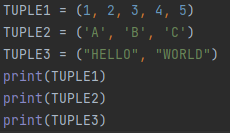 TUPLE1 = (1, 2, 3, 4, 5)
TUPLE2 = ('A', 'B', 'C')
TUPLE3 = ("HELLO", "WORLD")
print(TUPLE1)
print(TUPLE2)
print(TUPLE3)